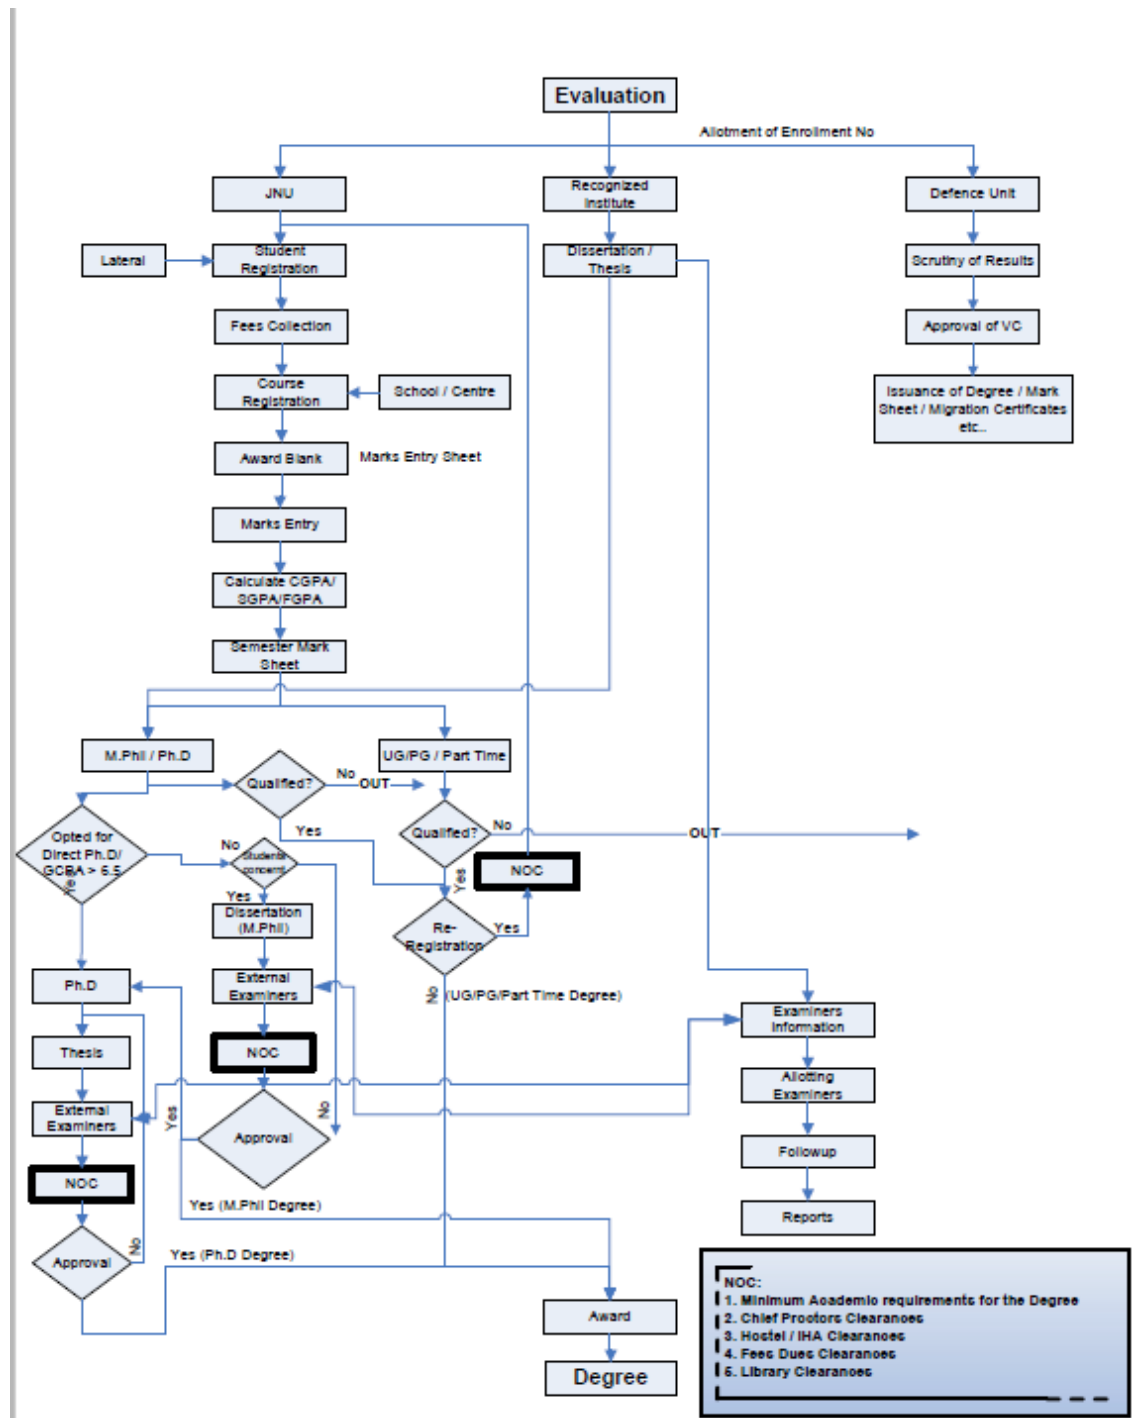 Evaluation
Allotment of Enrollment No
JNU
Recognized
Institute
Defence Unit
Lateral
Student
Registration
Dissertation /
Thesis
Scrutiny of Results
Fees Collection
Approval of VC
Course
Registration
School / Centre
Issuance of Degree / Mark
Sheet / Migration Certificates
etc..
Award Blank
Marks Entry Sheet
Marks Entry
Calculate CGPA/
SGPA/FGPA
Semester Mark
Sheet
M.Phil / Ph.D
UG/PG / Part Time
Qualified?
No
OUT
Yes
Opted for
Direct Ph.D/
GCPA > 6.5
Yes
No
Students
concern
Yes
No
Qualified?
No
OUT
Yes
NOC
Dissertation
(M.Phil)
Re-
Registration
Yes
No
(UG/PG/Part Time Degree)
Ph.D
External
Examiners
Examiners
Information
Thesis
NOC
Allotting
Examiners
External
Examiners
Yes
Approval
Followup
NOC
Yes (M.Phil Degree)
Reports
Approval
No
Yes (Ph.D Degree)
Award
Degree
NOC:
1. Minimum Academic requirements for the Degree
2. Chief Proctors Clearances
3. Hostel / IHA Clearances
4. Fees Dues Clearances
5. Library Clearances